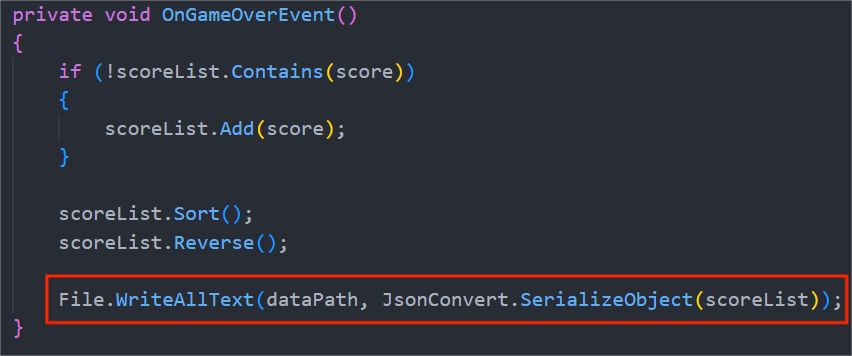 private void OnGameOverEvent()
{
    if (!scoreList.Contains(score))
    {
        scoreList.Add(score);
    }

    scoreList.Sort();
    scoreList.Reverse();

    File.WriteAllText(dataPath, JsonConvert.SerializeObject(scoreList));
}